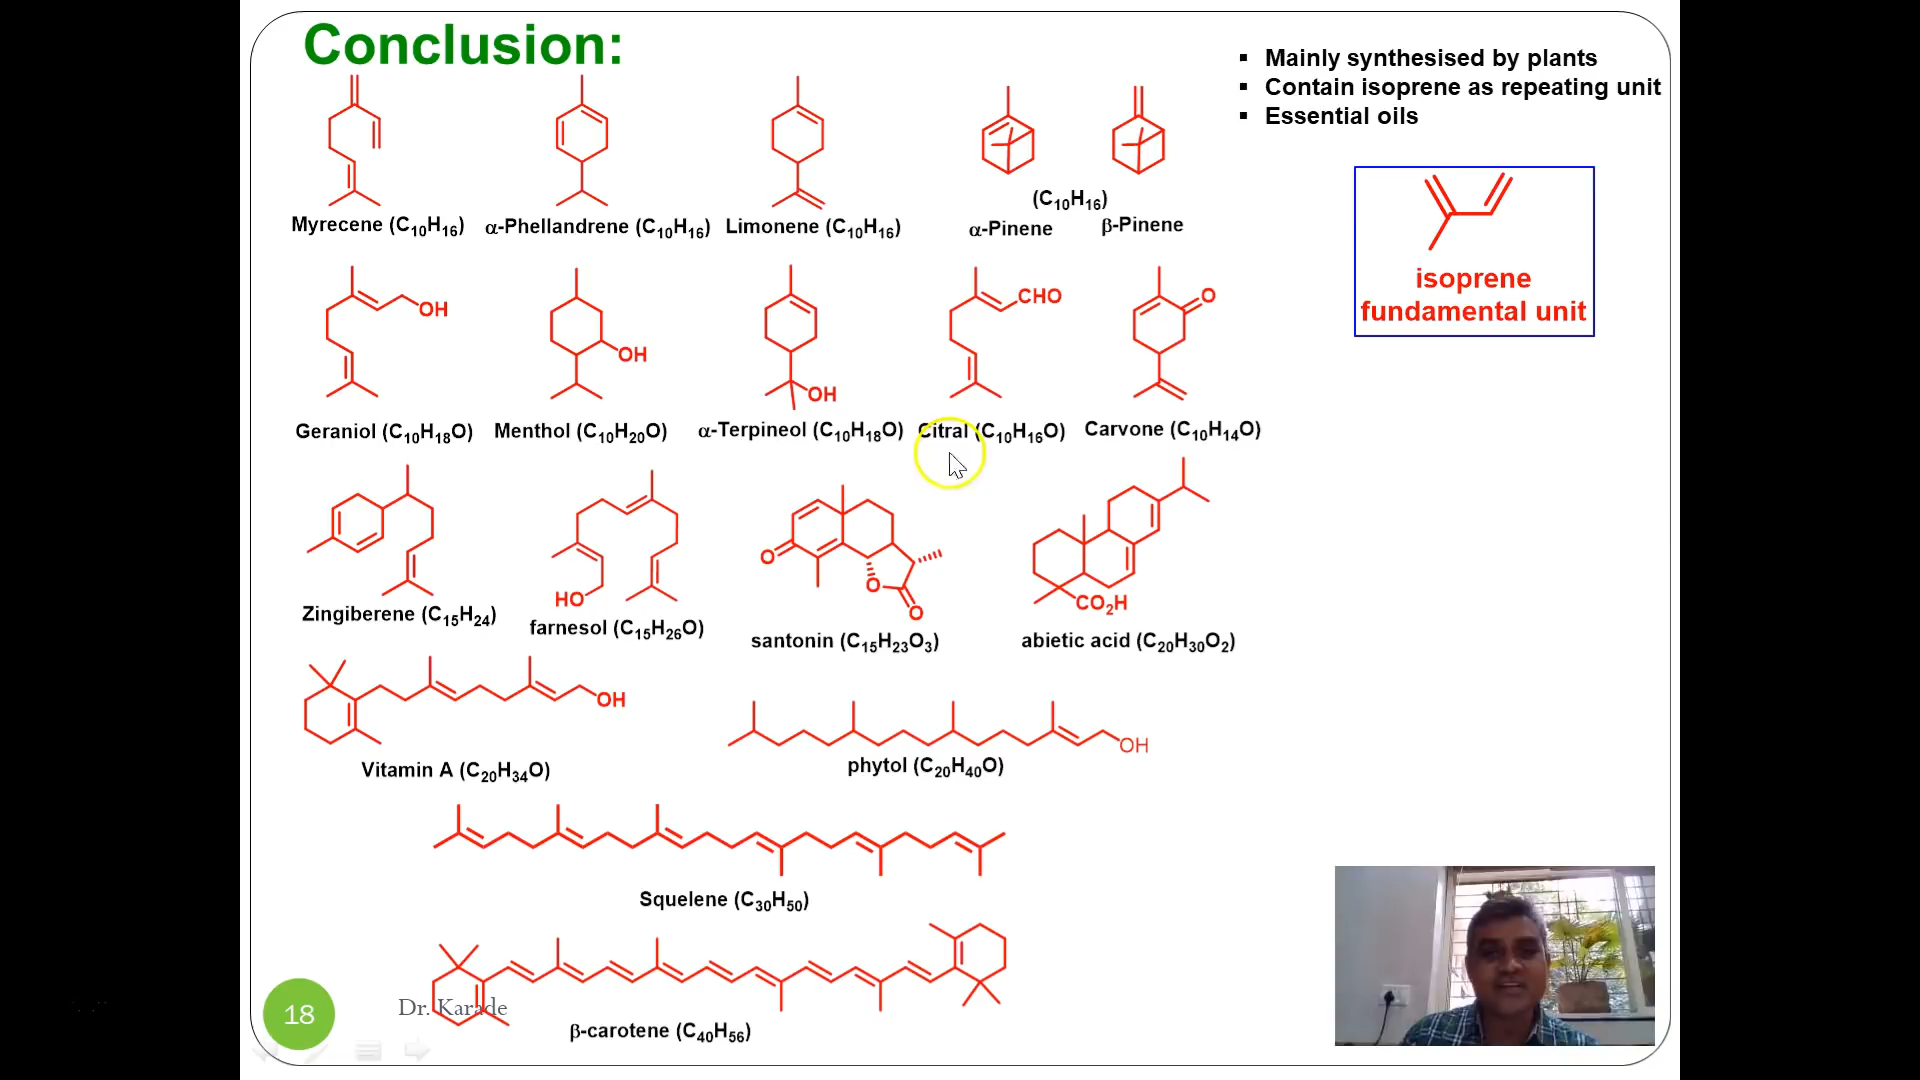 Conclusion:
▪ Mainly synthesised by plants
▪ Contain isoprene as repeating unit
▪ Essential oils
isoprene
fundamental unit
Myrecene (C₁₀H₁₆)
α-Phellandrene (C₁₀H₁₆)
Limonene (C₁₀H₁₆)
(C₁₀H₁₆)
α-Pinene
β-Pinene
OH
OH
OH
CHO
O
Geraniol (C₁₀H₁₈O)
Menthol (C₁₀H₂₀O)
α-Terpineol (C₁₀H₁₈O)
Citral (C₁₀H₁₆O)
Carvone (C₁₀H₁₄O)
HO
O
O
O
CO₂H
Zingiberene (C₁₅H₂₄)
farnesol (C₁₅H₂₆O)
santonin (C₁₅H₂₃O₃)
abietic acid (C₂₀H₃₀O₂)
OH
OH
Vitamin A (C₂₀H₃₄O)
phytol (C₂₀H₄₀O)
Squelene (C₃₀H₅₀)
β-carotene (C₄₀H₅₆)
18
Dr. Karade